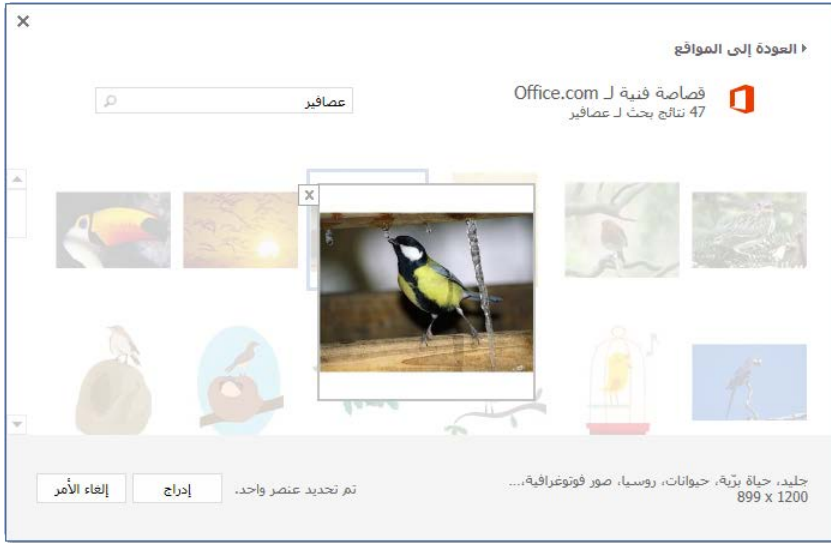 العودة إلى المواقع
قصاصة فنية لـ Office.com
47 نتائج بحث لـ عصافير
عصافير
X
جليد، حياة برّية، حيوانات، روسيا، صور فوتوغرافية،...
899 x 1200
تم تحديد عنصر واحد.
إدراج
إلغاء الأمر